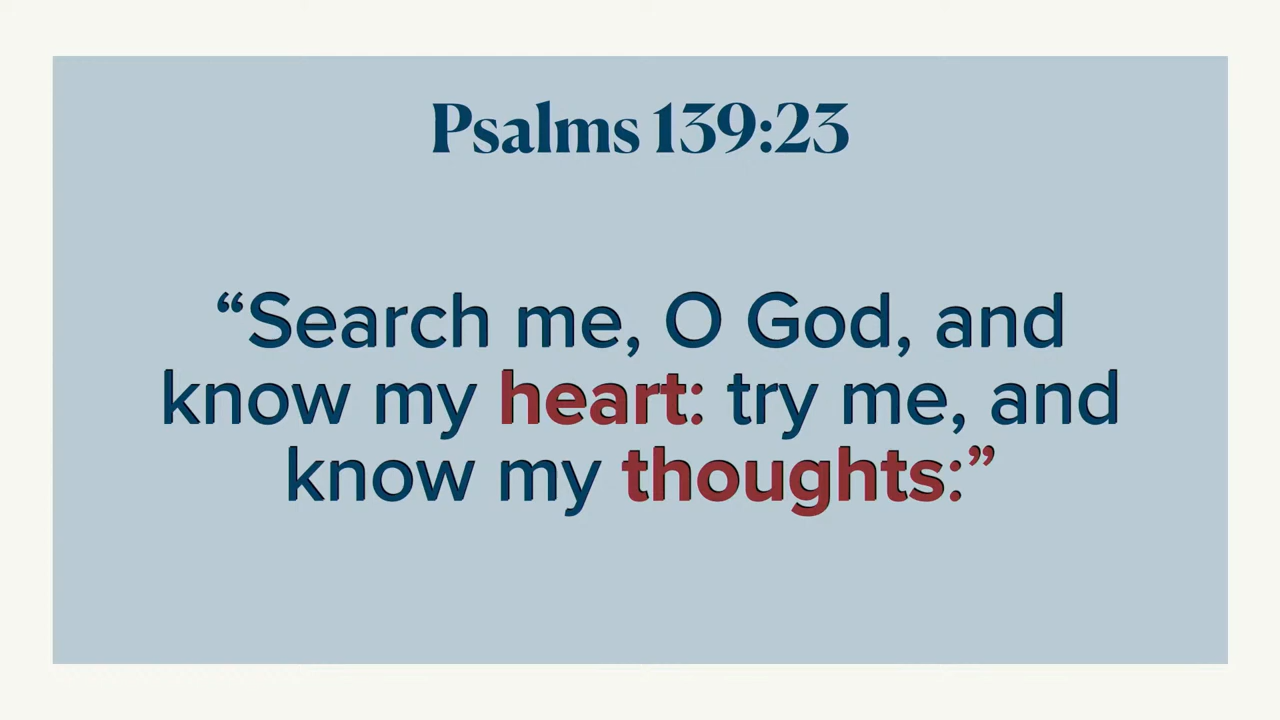 Psalms 139:23
“Search me, O God, and
know my heart: try me, and
know my thoughts:”